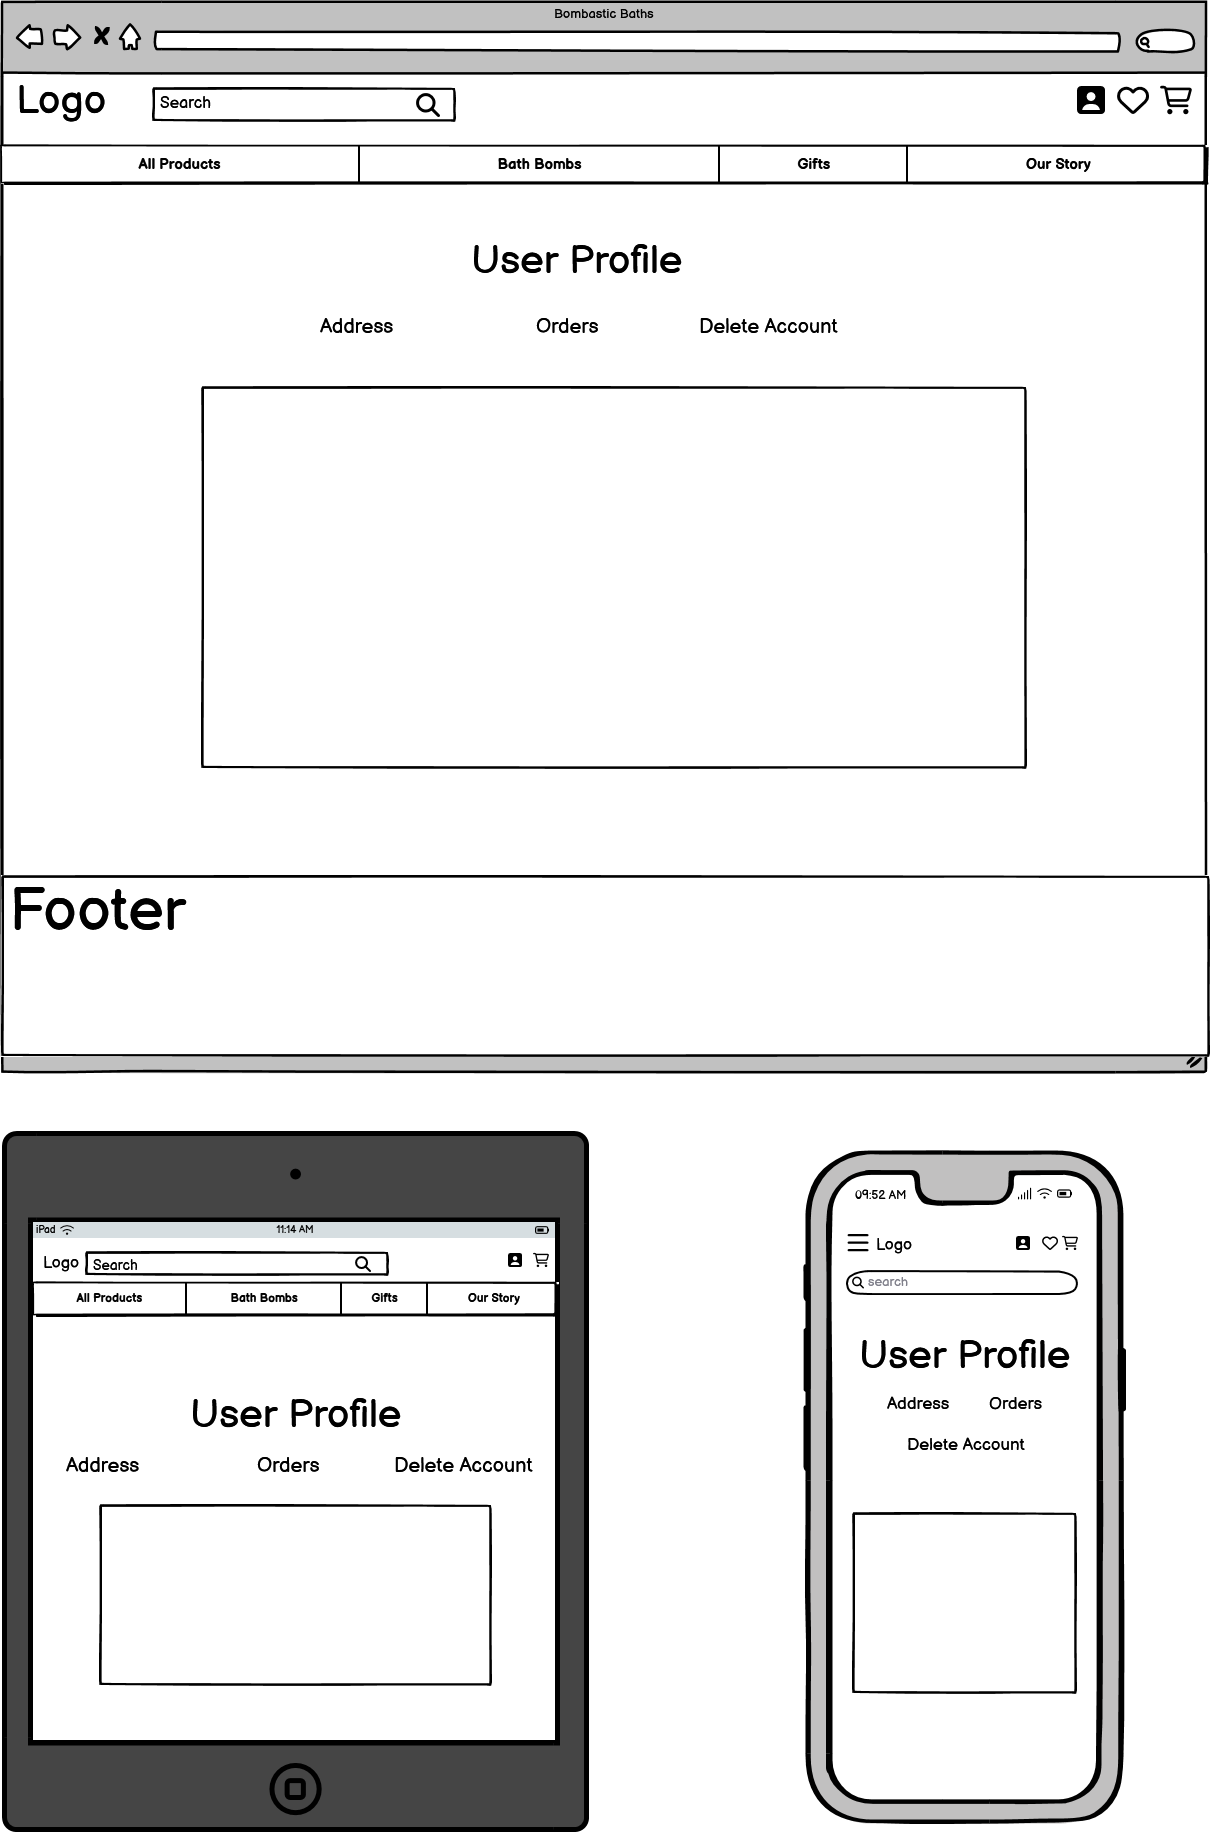 Bombastic Baths
Logo
Search
All Products Bath Bombs Gifts Our Story
User Profile
Address Orders Delete Account
Footer
iPad 11:14 AM
Logo Search
All Products Bath Bombs Gifts Our Story
User Profile
Address Orders Delete Account
09:52 AM
Logo
search
User Profile
Address Orders
Delete Account